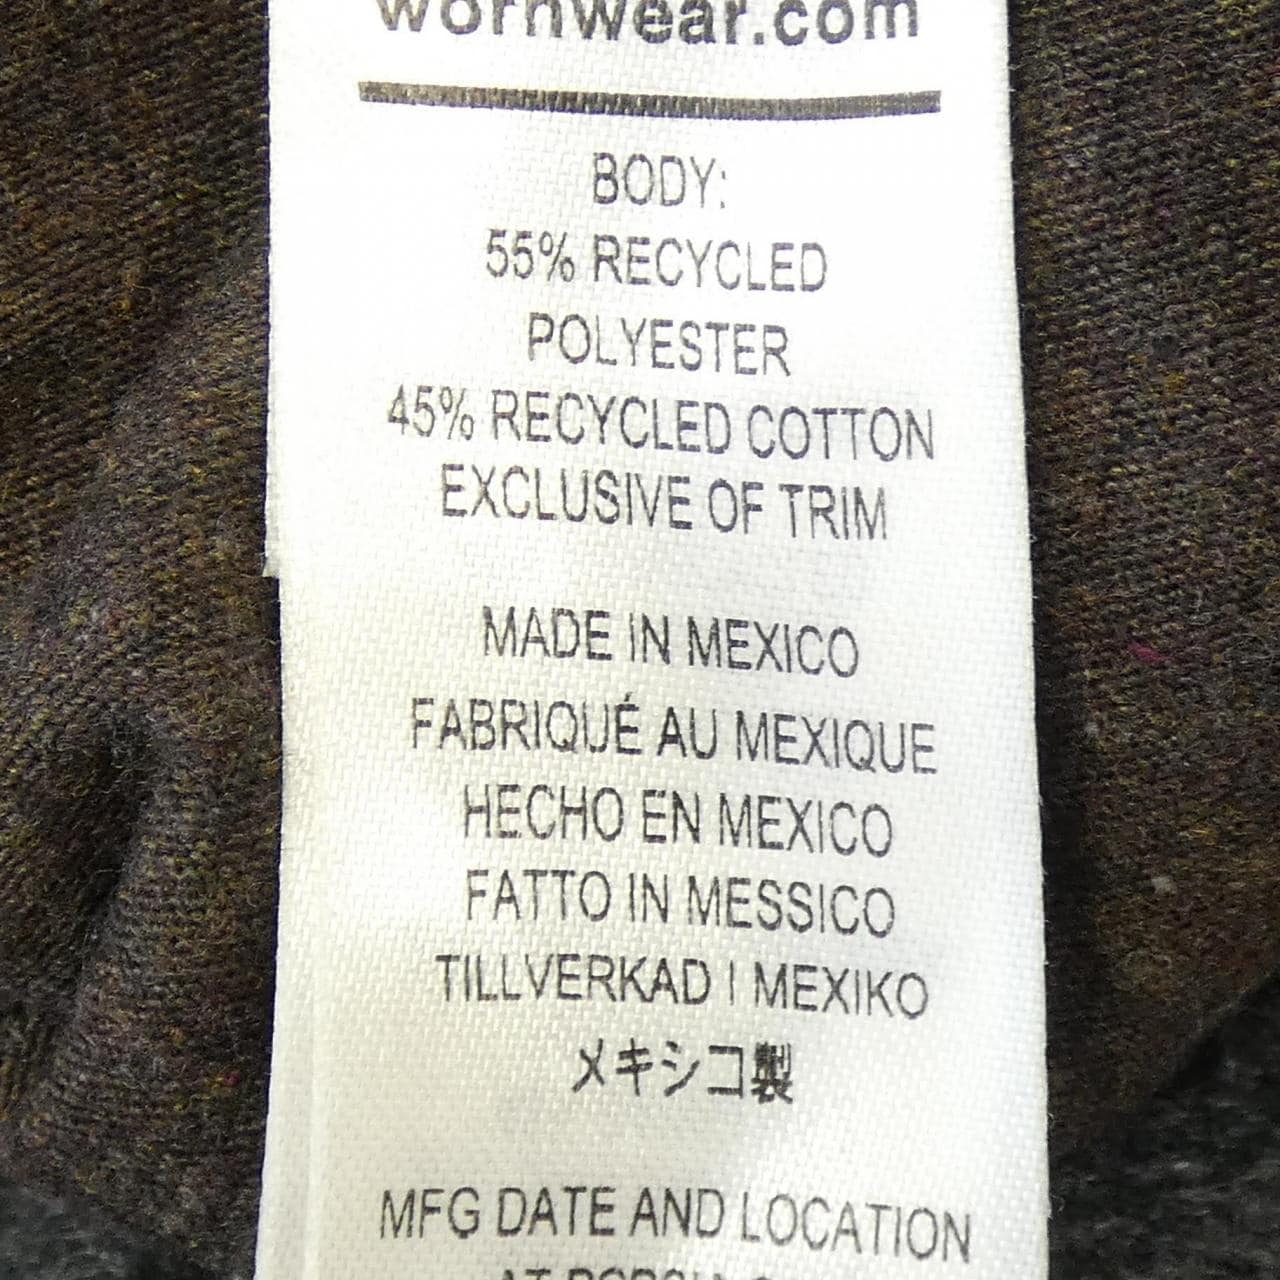 wornwear.com
BODY:
55% RECYCLED
POLYESTER
45% RECYCLED COTTON
EXCLUSIVE OF TRIM
MADE IN MEXICO
FABRIQUÉ AU MEXIQUE
HECHO EN MEXICO
FATTO IN MESSICO
TILLVERKAD I MEXIKO
メキシコ製
MFG DATE AND LOCATION
AT